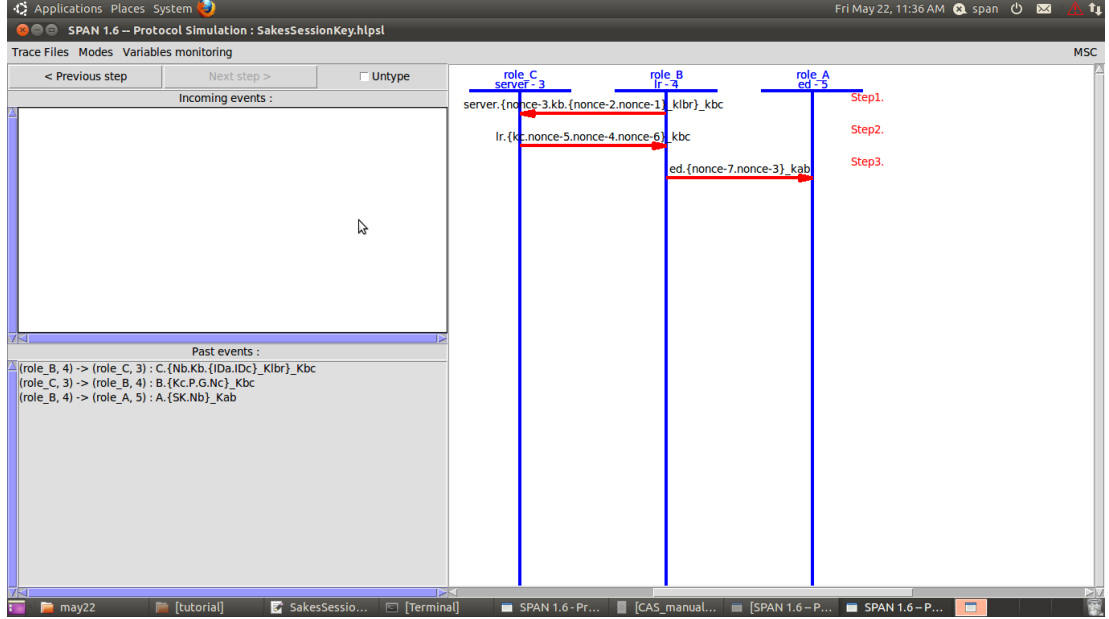 Applications Places System
Fri May 22, 11:36 AM span
SPAN 1.6 -- Protocol Simulation : SakesSessionKey.hlpsl
Trace Files Modes Variables monitoring
MSC
< Previous step
Next step >
Untype
Incoming events :
Past events :
(role_B, 4) -> (role_C, 3) : C.{Nb.Kb.{IDa.IDc}_Klbr}_Kbc
(role_C, 3) -> (role_B, 4) : B.{Kc.P.G.Nc}_Kbc
(role_B, 4) -> (role_A, 5) : A.{SK.Nb}_Kab
role_C
server - 3
role_B
lr - 4
role_A
ed - 5
server.{nonce-3.kb.{nonce-2.nonce-1}_klbr}_kbc
Step1.
lr.{kc.nonce-5.nonce-4.nonce-6}_kbc
Step2.
ed.{nonce-7.nonce-3}_kab
Step3.
may22
[tutorial]
SakesSessio...
[Terminal]
SPAN 1.6 - Pr...
[CAS_manual...
[SPAN 1.6 -- P...
SPAN 1.6 -- P...